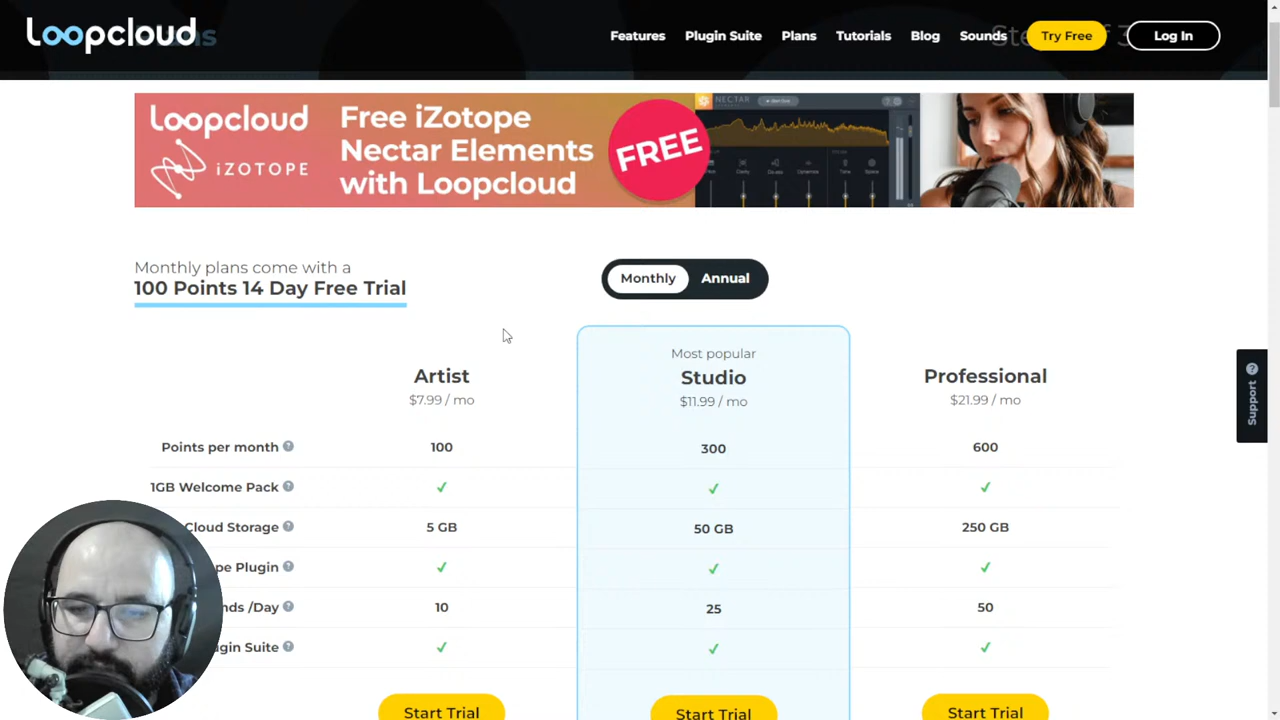 Loopcloud
Features Plugin Suite Plans Tutorials Blog Sounds Try Free Log In
Loopcloud
iZOTOPE
Free iZotope
Nectar Elements
with Loopcloud
FREE
NECTAR
Monthly plans come with a
100 Points 14 Day Free Trial
Monthly Annual
Most popular
Artist Studio Professional
$7.99 / mo $11.99 / mo $21.99 / mo
Points per month 100 300 600
1GB Welcome Pack ✓ ✓ ✓
Cloud Storage 5 GB 50 GB 250 GB
Plugin ✓ ✓ ✓
/Day 10 25 50
Suite ✓ ✓ ✓
Start Trial Start Trial Start Trial
Support